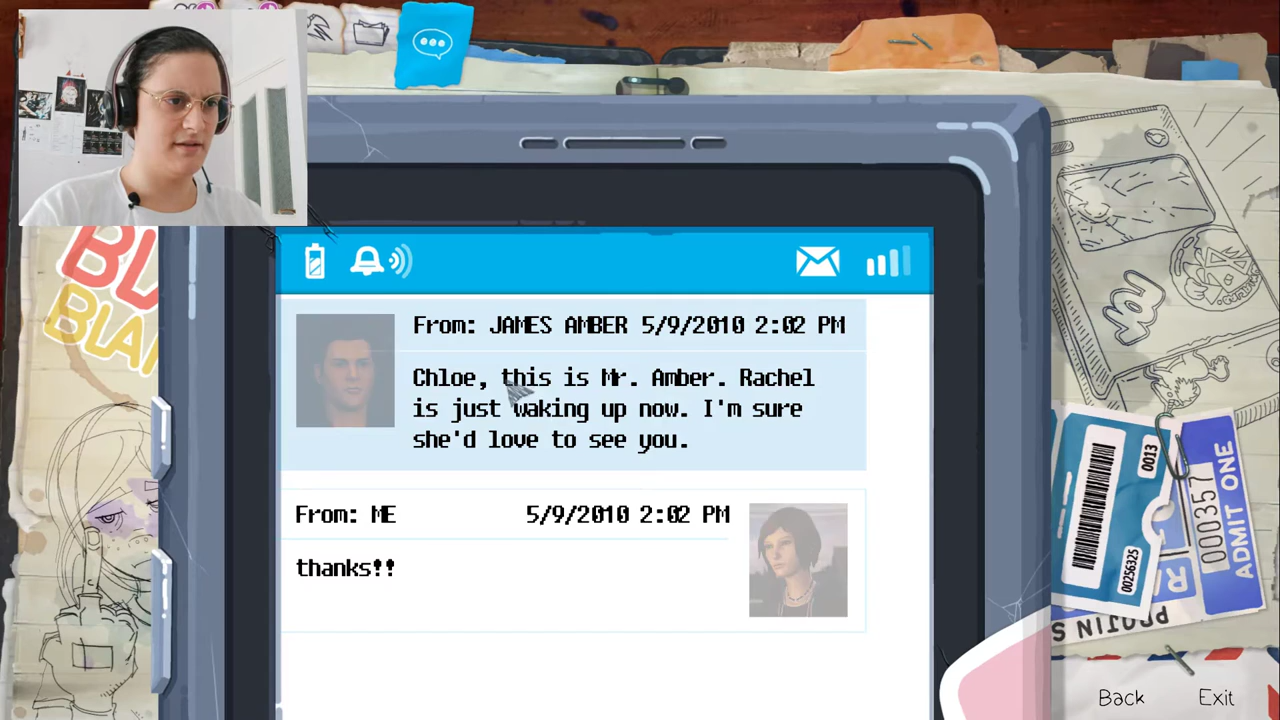 From: JAMES AMBER 5/9/2010 2:02 PM
Chloe, this is Mr. Amber. Rachel
is just waking up now. I'm sure
she'd love to see you.
From: ME 5/9/2010 2:02 PM
thanks!!
0013
00256325
000357
ADMIT ONE
Back Exit